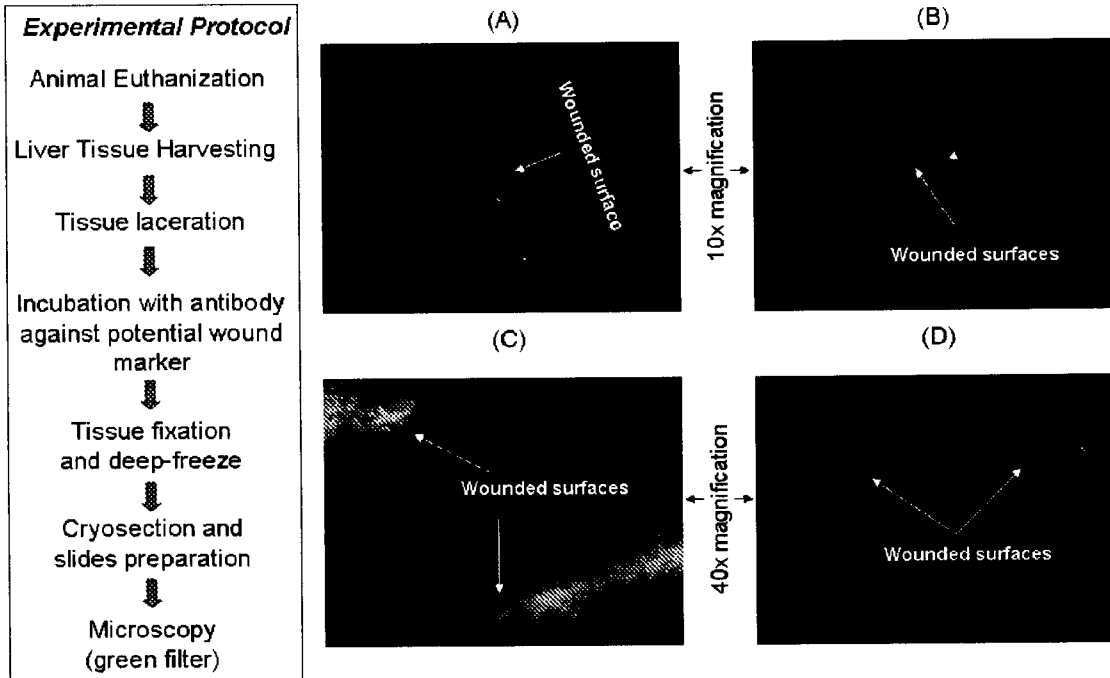 Experimental Protocol
Animal Euthanization
Liver Tissue Harvesting
Tissue laceration
Incubation with antibody
against potential wound
marker
Tissue fixation
and deep-freeze
Cryosection and
slides preparation
Microscopy
(green filter)
(A)
Wounded surface
10x magnification
(B)
Wounded surfaces
(C)
Wounded surfaces
40x magnification
(D)
Wounded surfaces